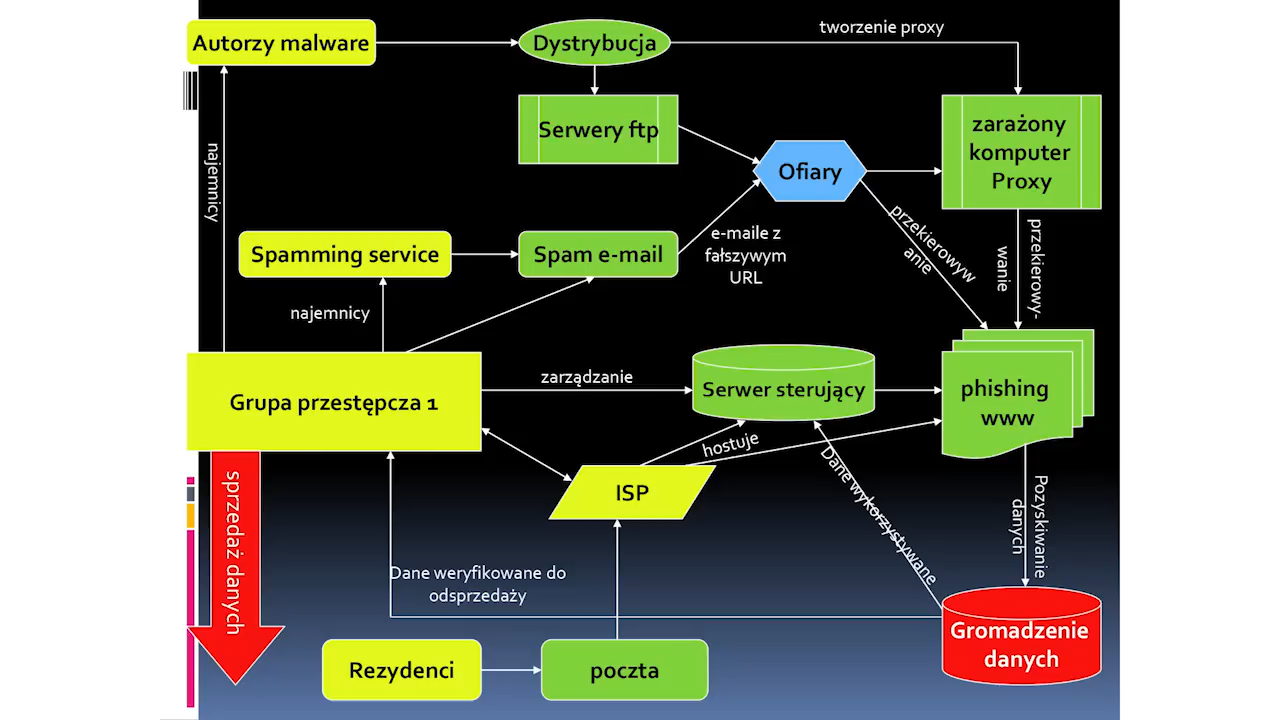 tworzenie proxy
Autorzy malware
Dystrybucja
Serwery ftp
zarażony
komputer
Proxy
Ofiary
najemnicy
przekierowyw
anie
przekierowy-
wanie
e-maile z
fałszywym
URL
Spamming service
Spam e-mail
najemnicy
zarządzanie
Serwer sterujący
phishing
www
Grupa przestępcza 1
hostuje
ISP
Dane wykorzystywane
Pozyskiwanie
danych
sprzedaż danych
Dane weryfikowane do
odsprzedaży
Gromadzenie
danych
Rezydenci
poczta